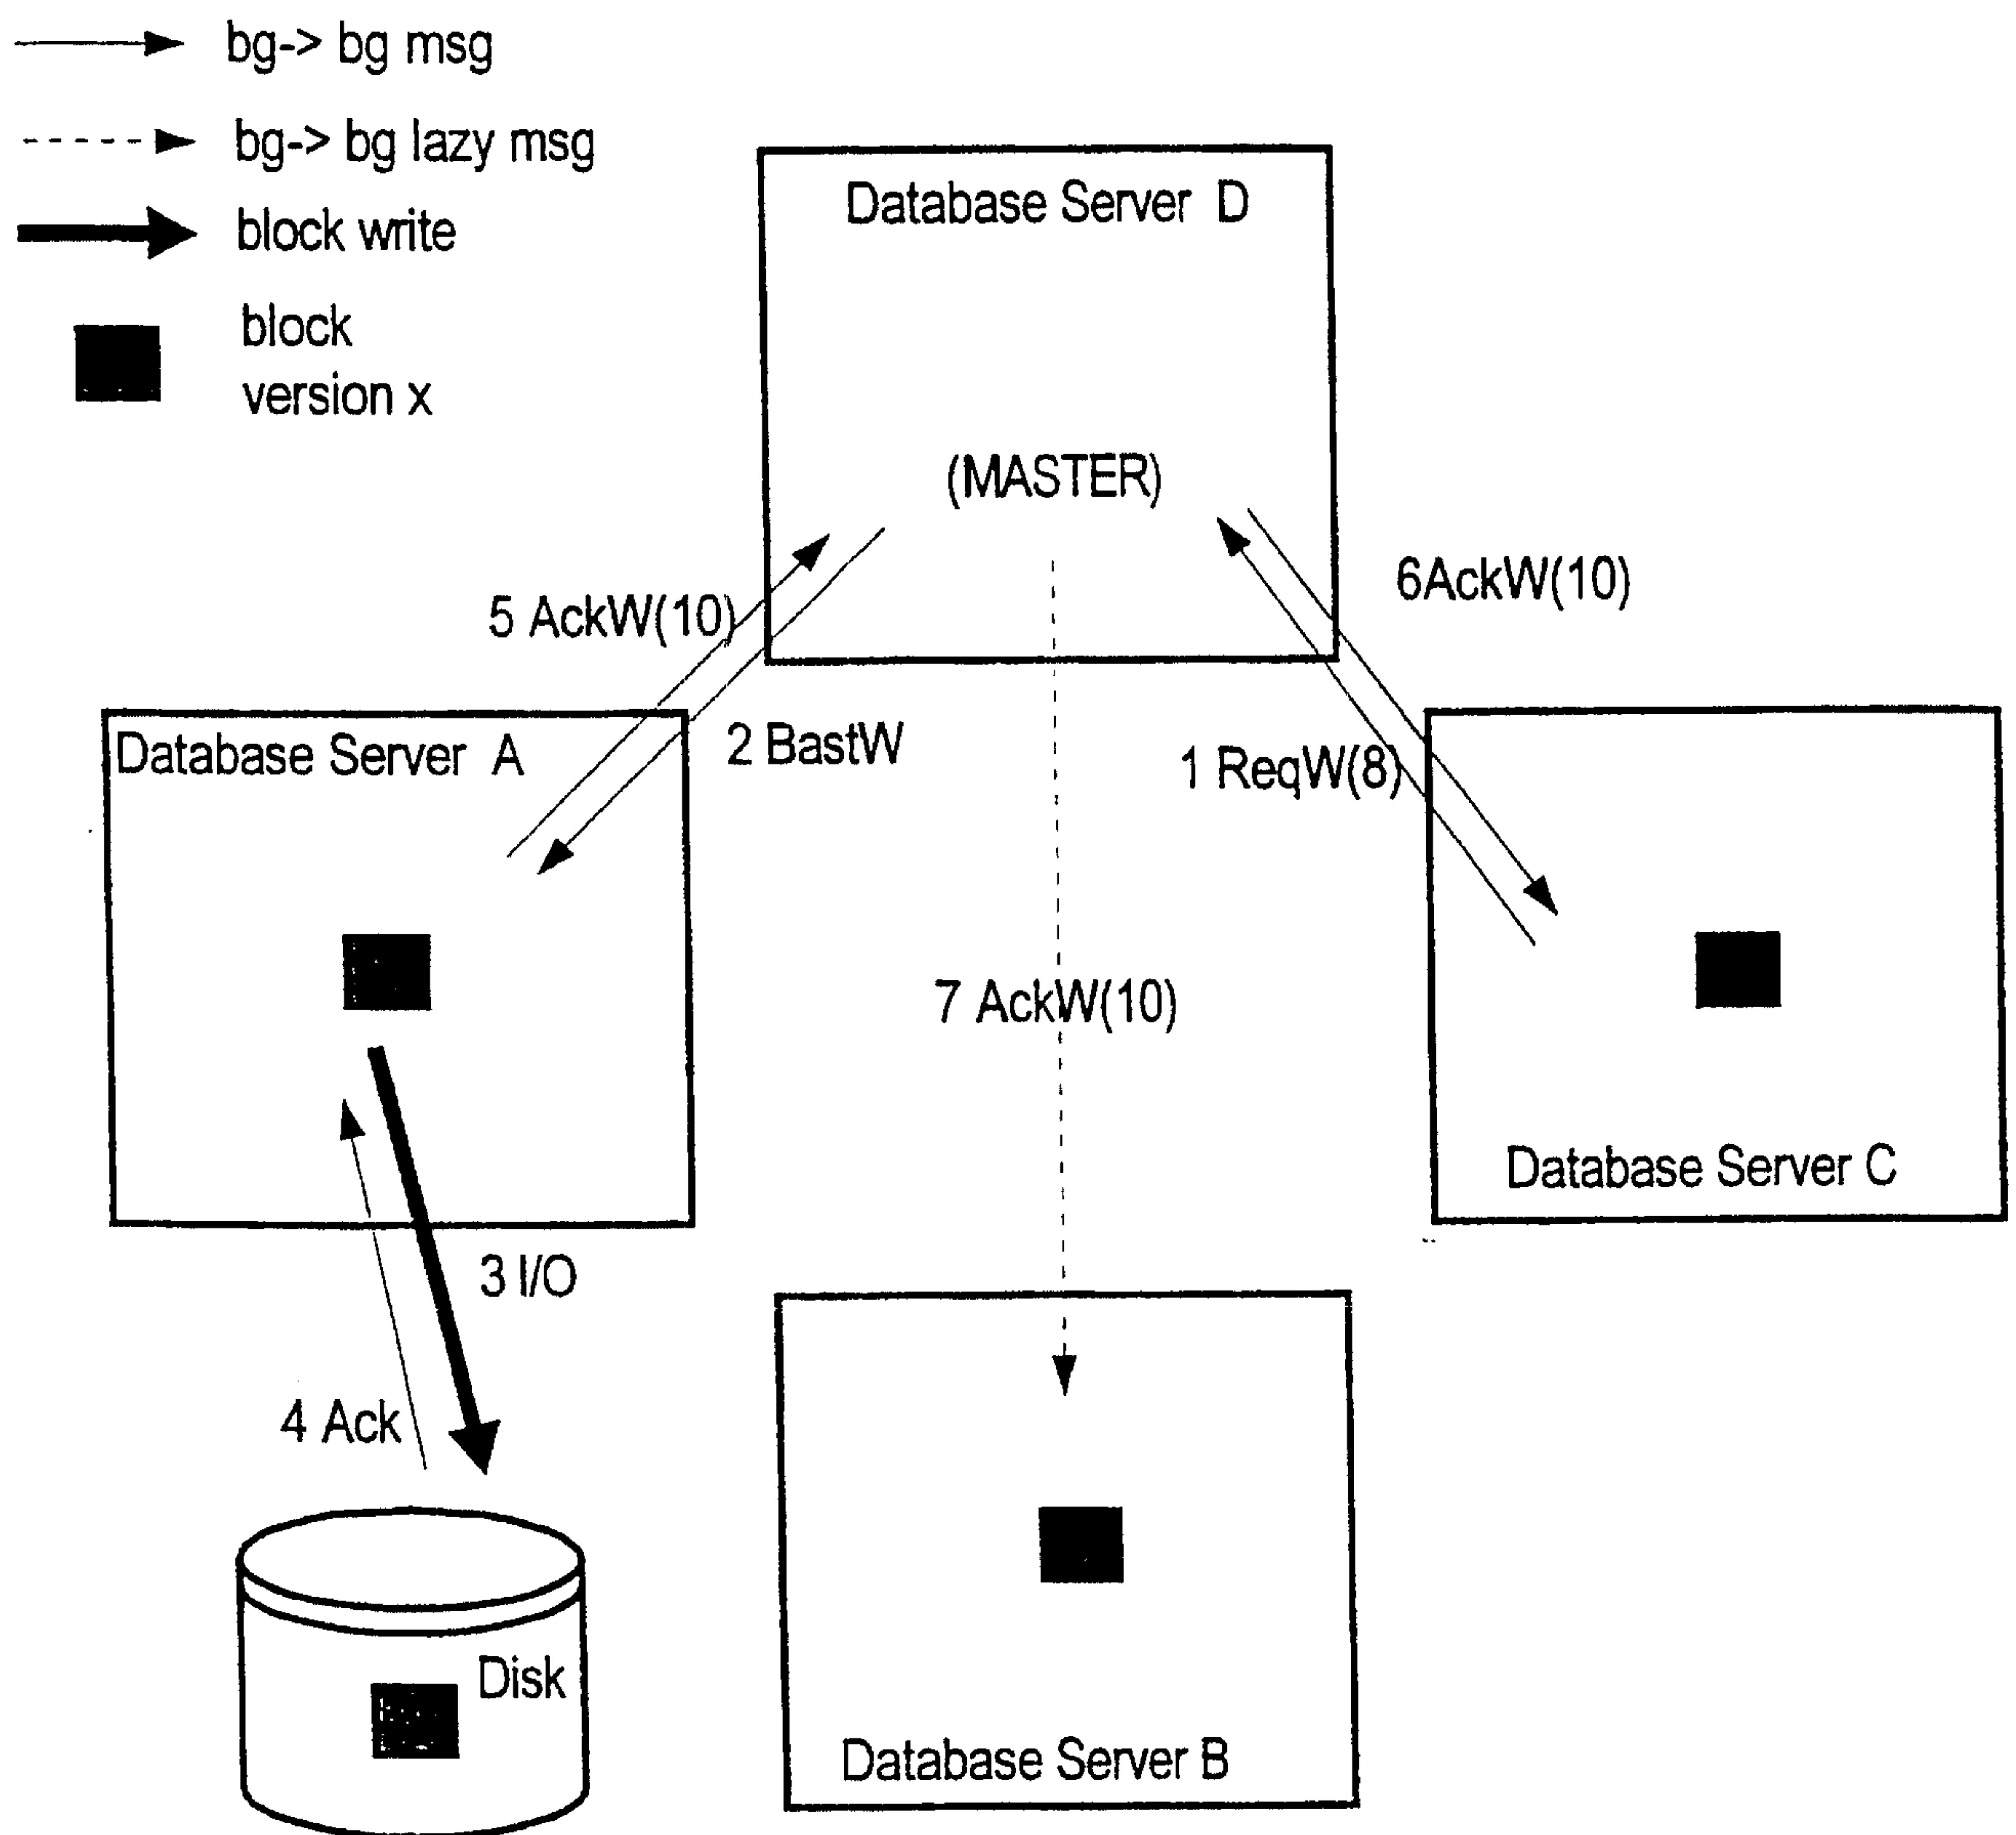 bg-> bg msg
bg-> bg lazy msg
block write
block
version x
Database Server D
(MASTER)
5 AckW(10)
6AckW(10)
Database Server A
2 BastW
1 ReqW(8)
7 AckW(10)
Database Server C
3 I/O
4 Ack
Disk
Database Server B